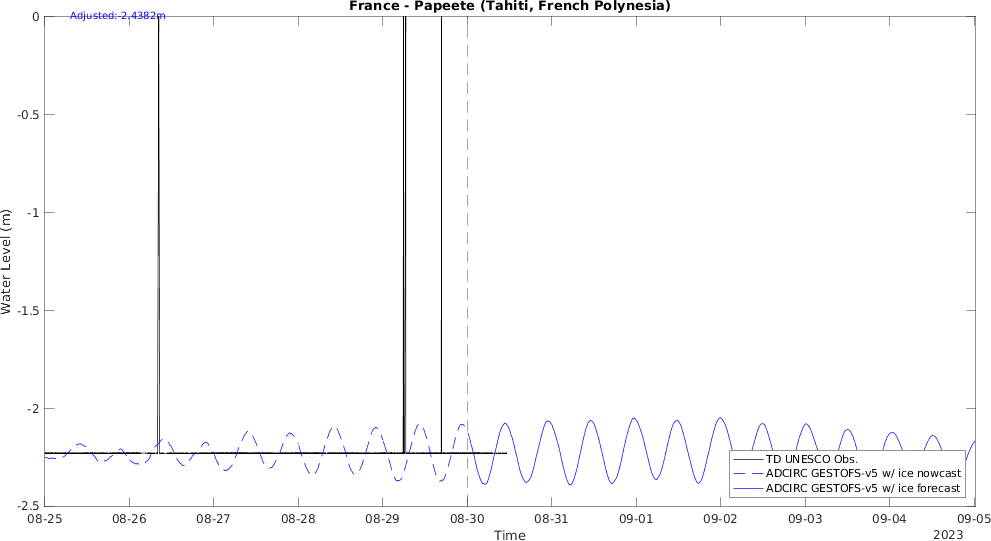 France - Papeete (Tahiti, French Polynesia)
Adjusted: 2.4382m
0
-0.5
-1
-1.5
-2
-2.5
Water Level (m)
TD UNESCO Obs.
ADCIRC GESTOFS-v5 w/ ice nowcast
ADCIRC GESTOFS-v5 w/ ice forecast
08-25 08-26 08-27 08-28 08-29 08-30 08-31 09-01 09-02 09-03 09-04 09-05
Time
2023